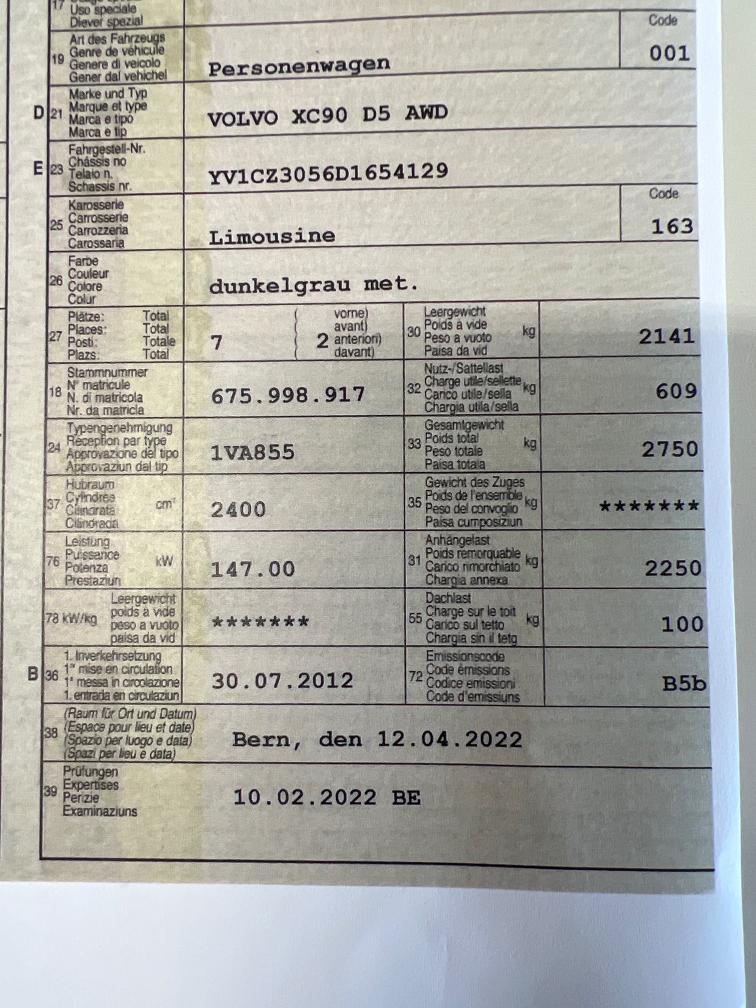 17 Uso speciale
Diever spezial
Code
19 Art des Fahrzeugs
Genre de véhicule
Genere di veicolo
Gener dal vehichel
Personenwagen
001
D 21 Marke und Typ
Marque et type
Marca e tipo
Marca e tip
VOLVO XC90 D5 AWD
E 23 Fahrgestell-Nr.
Châssis no
Telaio n.
Schassis nr.
YV1CZ3056D1654129
Code
25 Karosserie
Carrosserie
Carrozzeria
Carossaria
Limousine
163
26 Farbe
Couleur
Colore
Colur
dunkelgrau met.
27 Plätze: Total
Places: Total
Posti: Totale
Plazs: Total
7
2 vorne)
avant)
anteriori)
davant)
30 Leergewicht
Poids à vide
Peso a vuoto
Paisa da vid
kg
2141
18 Stammnummer
N° matricule
N. di matricola
Nr. da matricla
675.998.917
32 Nutz-/Sattellast
Charge utile/sellette
Carico utile/sella
Chargia utila/sella
kg
609
24 Typengenehmigung
Réception par type
Approvazione del tipo
Approvaziun dal tip
1VA855
33 Gesamtgewicht
Poids total
Peso totale
Paisa totala
kg
2750
37 Hubraum
Cylindrée
Cilindrata
Cilindrada
cm³
2400
35 Gewicht des Zuges
Poids de l'ensemble
Peso del convoglio
Paisa cumposiziun
kg
*******
76 Leistung
Puissance
Potenza
Prestaziun
kW
147.00
31 Anhängelast
Poids remorquable
Carico rimorchiato
Chargia annexa
kg
2250
78 kW/kg
Leergewicht
poids à vide
peso a vuoto
paisa da vid
*******
55 Dachlast
Charge sur le toit
Carico sul tetto
Chargia sin il tetg
kg
100
B 36 1. Inverkehrsetzung
1re mise en circulation
1a messa in circolazione
1. entrada en circulaziun
30.07.2012
72 Emissionscode
Code émissions
Codice emissioni
Code d'emissiuns
B5b
38 (Raum für Ort und Datum)
(Espace pour lieu et date)
(Spazio per luogo e data)
(Spazi per lieu e data)
Bern, den 12.04.2022
39 Prüfungen
Expertises
Perizie
Examinaziuns
10.02.2022 BE